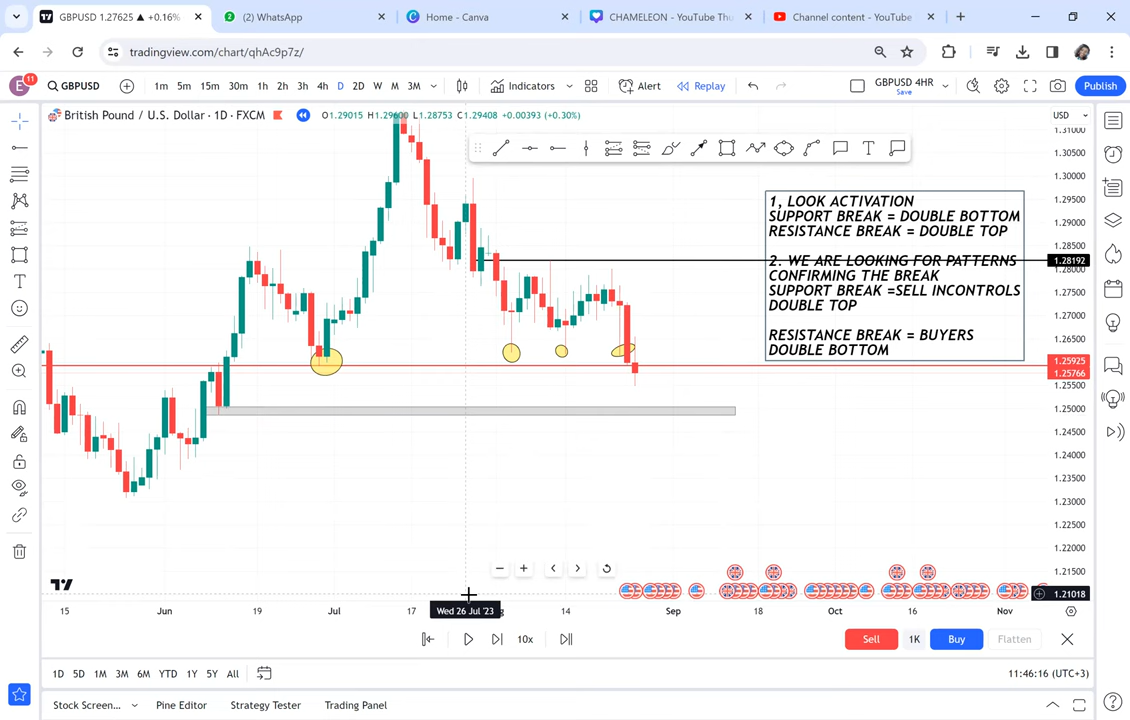 GBPUSD 1.27625 ▲ +0.16%
(2) WhatsApp
Home - Canva
CHAMELEON - YouTube Thu
Channel content - YouTube
tradingview.com/chart/qhAc9p7z/
E
11
GBPUSD
1m 5m 15m 30m 1h 2h 3h 4h D 2D W M 3M
Indicators
Alert
Replay
GBPUSD 4HR
Save
Publish
British Pound / U.S. Dollar · 1D · FXCM
O1.29015 H1.29600 L1.28753 C1.29408 +0.00393 (+0.30%)
USD
1.31000
1.30500
1.30000
1.29500
1.29000
1.28500
1.28192
1.28000
1.27500
1.27000
1.26500
1.25925
1.25766
1.25500
1.25000
1.24500
1.24000
1.23500
1.23000
1.22500
1.22000
1.21500
1.21018
1, LOOK ACTIVATION
SUPPORT BREAK = DOUBLE BOTTOM
RESISTANCE BREAK = DOUBLE TOP
2. WE ARE LOOKING FOR PATTERNS
CONFIRMING THE BREAK
SUPPORT BREAK =SELL INCONTROLS
DOUBLE TOP
RESISTANCE BREAK = BUYERS
DOUBLE BOTTOM
15 Jun 19 Jul 17 Wed 26 Jul '23 14 Sep 18 Oct 16 Nov
10x
Sell
1K
Buy
Flatten
1D 5D 1M 3M 6M YTD 1Y 5Y All
11:46:16 (UTC+3)
Stock Screen...
Pine Editor
Strategy Tester
Trading Panel